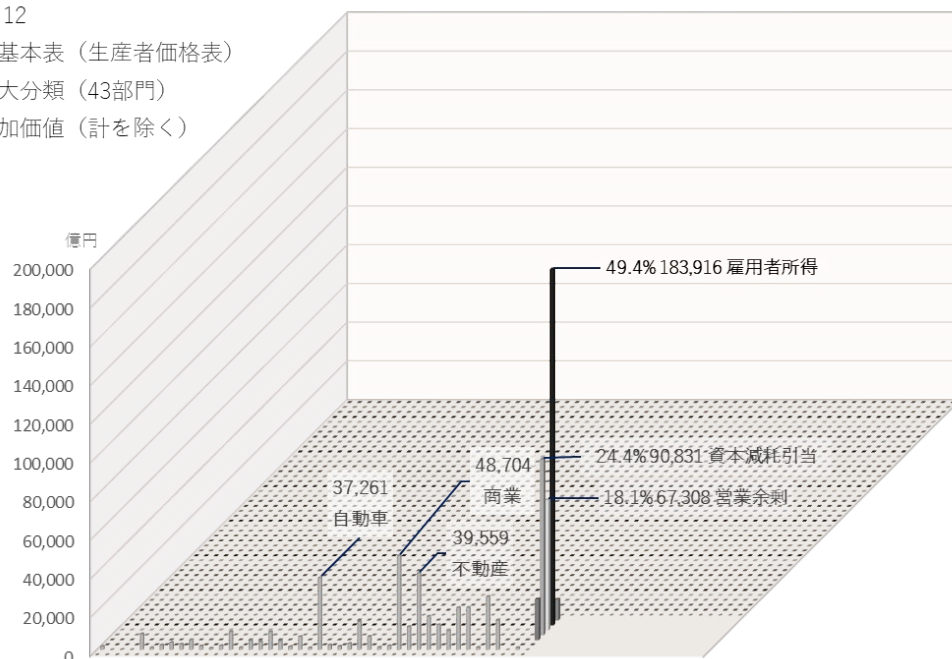 12
基本表（生産者価格表）
大分類（43部門）
加価値（計を除く）
億円
200,000
180,000
160,000
140,000
120,000
100,000
80,000
60,000
40,000
20,000
0
49.4% 183,916 雇用者所得
24.4% 90,831 資本減耗引当
18.1% 67,308 営業余剰
48,704
商業
37,261
自動車
39,559
不動産